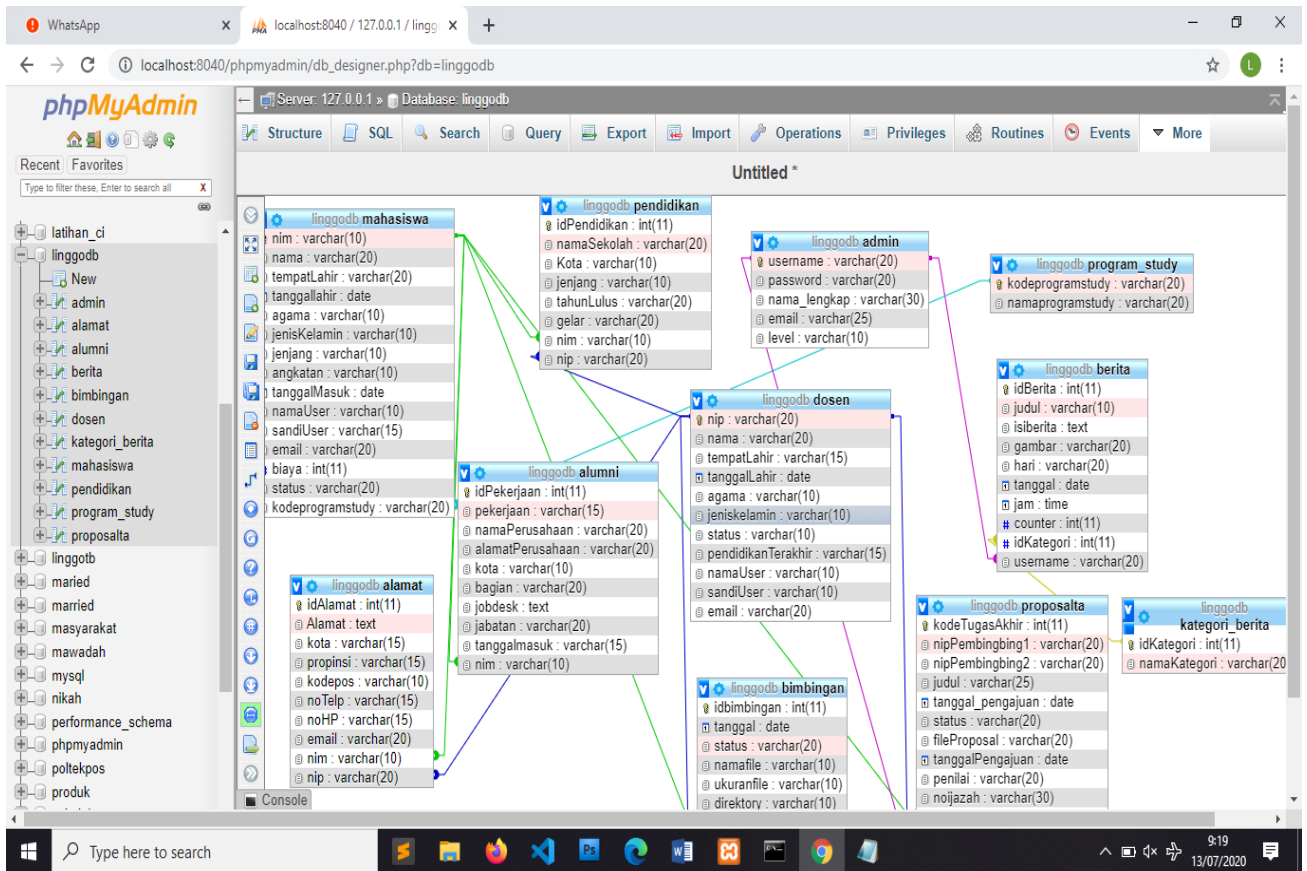 WhatsApp
localhost:8040 / 127.0.0.1 / lingg
localhost:8040/phpmyadmin/db_designer.php?db=linggodb
L
phpMyAdmin
Recent Favorites
Type to filter these, Enter to search all X
latihan_ci
linggodb
New
admin
alamat
alumni
berita
bimbingan
dosen
kategori_berita
mahasiswa
pendidikan
program_study
proposalta
linggotb
maried
married
masyarakat
mawadah
mysql
nikah
performance_schema
phpmyadmin
poltekpos
produk
Server: 127.0.0.1 » Database: linggodb
Structure SQL Search Query Export Import Operations Privileges Routines Events More
Untitled *
linggodb mahasiswa
nim : varchar(10)
nama : varchar(20)
tempatLahir : varchar(20)
tanggallahir : date
agama : varchar(10)
jenisKelamin : varchar(10)
jenjang : varchar(10)
angkatan : varchar(10)
tanggalMasuk : date
namaUser : varchar(10)
sandiUser : varchar(15)
email : varchar(20)
biaya : int(11)
status : varchar(20)
kodeprogramstudy : varchar(20)
linggodb alamat
idAlamat : int(11)
Alamat : text
kota : varchar(15)
propinsi : varchar(15)
kodepos : varchar(10)
noTelp : varchar(15)
noHP : varchar(15)
email : varchar(20)
nim : varchar(10)
nip : varchar(20)
V linggodb pendidikan
idPendidikan : int(11)
namaSekolah : varchar(20)
Kota : varchar(10)
jenjang : varchar(10)
tahunLulus : varchar(20)
gelar : varchar(20)
nim : varchar(10)
nip : varchar(20)
V linggodb alumni
idPekerjaan : int(11)
pekerjaan : varchar(15)
namaPerusahaan : varchar(20)
alamatPerusahaan : varchar(20)
kota : varchar(10)
bagian : varchar(20)
jobdesk : text
jabatan : varchar(20)
tanggalmasuk : varchar(15)
nim : varchar(10)
V linggodb admin
username : varchar(20)
password : varchar(20)
nama_lengkap : varchar(30)
email : varchar(25)
level : varchar(10)
V linggodb dosen
nip : varchar(20)
nama : varchar(20)
tempatLahir : varchar(15)
tanggalLahir : date
agama : varchar(10)
jeniskelamin : varchar(10)
status : varchar(10)
pendidikanTerakhir : varchar(15)
namaUser : varchar(10)
sandiUser : varchar(10)
email : varchar(20)
V linggodb bimbingan
idbimbingan : int(11)
tanggal : date
status : varchar(20)
namafile : varchar(10)
ukuranfile : varchar(10)
direktory : varchar(10)
V linggodb program_study
kodeprogramstudy : varchar(20)
namaprogramstudy : varchar(20)
V linggodb berita
idBerita : int(11)
judul : varchar(10)
isiberita : text
gambar : varchar(20)
hari : varchar(20)
tanggal : date
jam : time
# counter : int(11)
# idKategori : int(11)
username : varchar(20)
V linggodb proposalta
kodeTugasAkhir : int(11)
nipPembingbing1 : varchar(20)
nipPembingbing2 : varchar(20)
judul : varchar(25)
tanggal_pengajuan : date
status : varchar(20)
fileProposal : varchar(20)
tanggalPengajuan : date
penilai : varchar(20)
noijazah : varchar(30)
V linggodb
kategori_berita
idKategori : int(11)
namaKategori : varchar(20
Console
Type here to search
Ps
9:19
13/07/2020